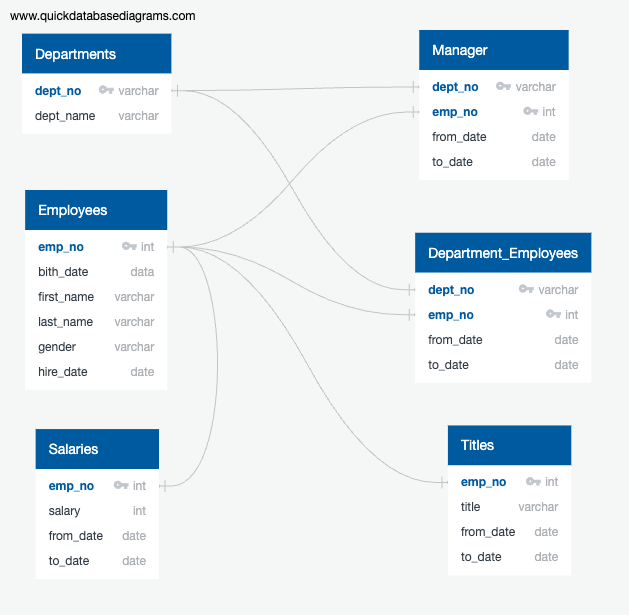 www.quickdatabasediagrams.com
Departments
dept_no varchar
dept_name varchar
Manager
dept_no varchar
emp_no int
from_date date
to_date date
Employees
emp_no int
bith_date data
first_name varchar
last_name varchar
gender varchar
hire_date date
Department_Employees
dept_no varchar
emp_no int
from_date date
to_date date
Salaries
emp_no int
salary int
from_date date
to_date date
Titles
emp_no int
title varchar
from_date date
to_date date